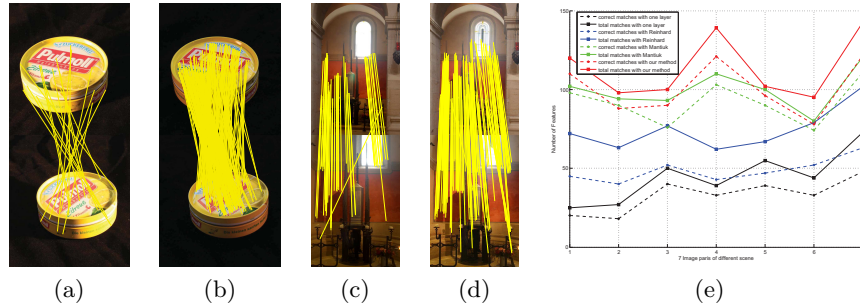 Pulmoll
150
100
50
0
Number of Features
correct matches with one layer
total matches with one layer
correct matches with Reinhard
total matches with Reinhard
correct matches with Mantiuk
total matches with Mantiuk
correct matches with our method
total matches with our method
1 2 3 4 5 6
7 Image paris of different scene
(a) (b) (c) (d) (e)